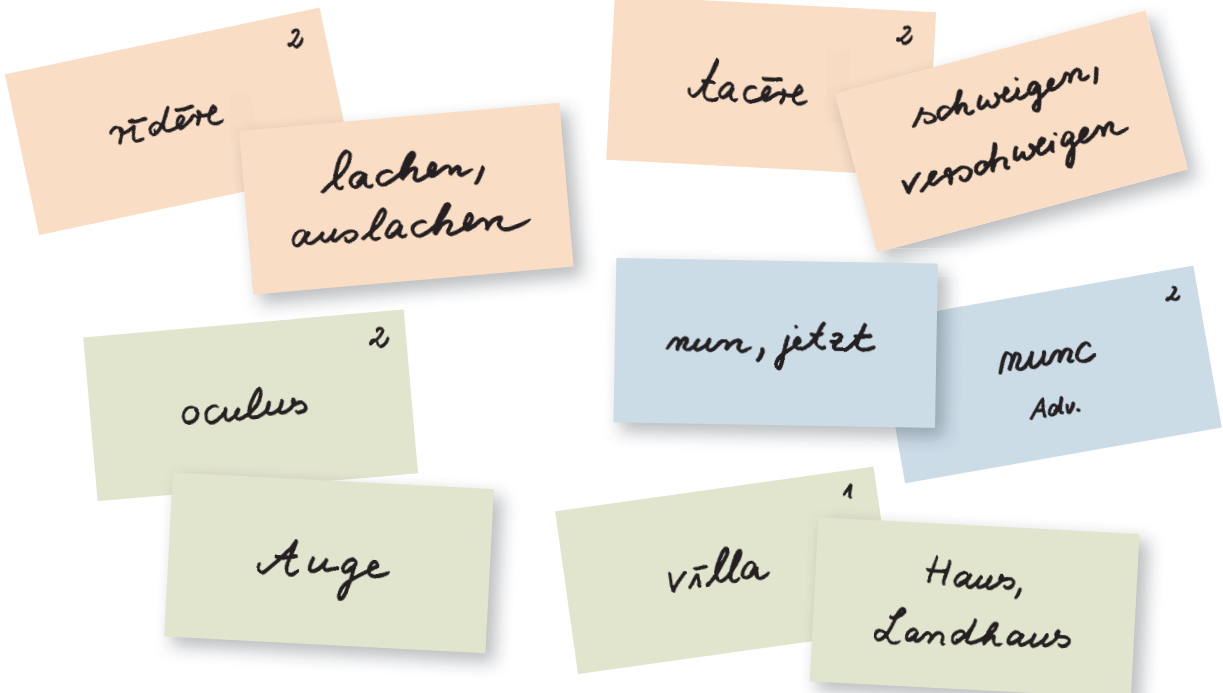 2
rīdēre
lachen,
auslachen
2
tacēre
schweigen,
verschweigen
2
oculus
Auge
nun, jetzt
2
nunc
Adv.
1
vīlla
Haus,
Landhaus